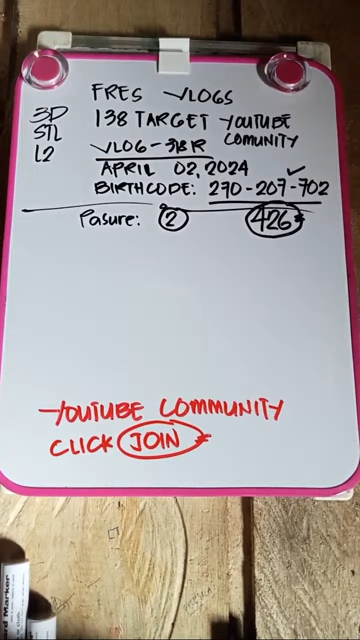 FRES VLOGS
3D 138 TARGET YOUTUBE
STL COMUNITY
L2 VLOG - 3BR
APRIL 02, 2024
BIRTHCODE: 270 - 207 - 702
Pasure: 2 426
YOUTUBE COMMUNITY
CLICK JOIN
Marker